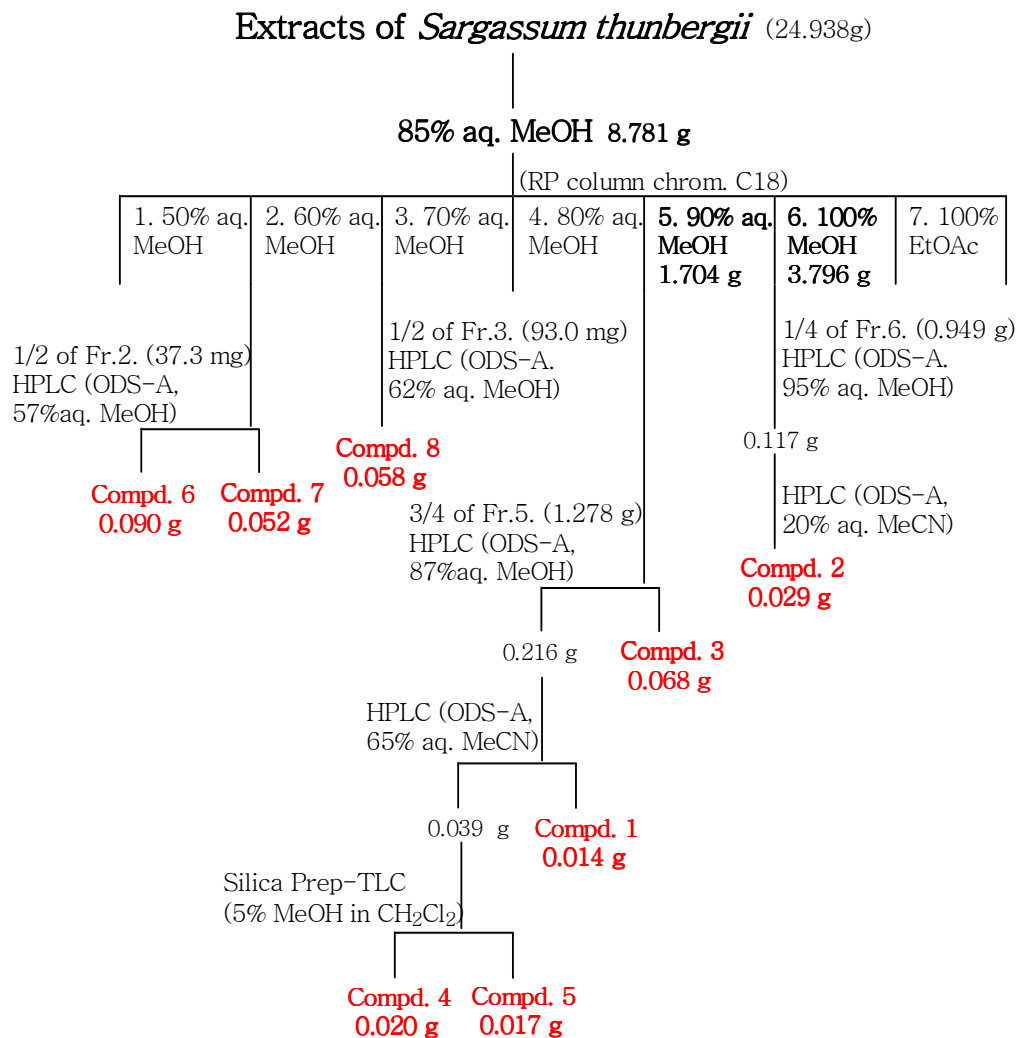 Extracts of Sargassum thunbergii (24.938g)
85% aq. MeOH 8.781 g
(RP column chrom. C18)
1. 50% aq.
MeOH
2. 60% aq.
MeOH
3. 70% aq.
MeOH
4. 80% aq.
MeOH
5. 90% aq.
MeOH
1.704 g
6. 100%
MeOH
3.796 g
7. 100%
EtOAc
1/2 of Fr.2. (37.3 mg)
HPLC (ODS-A,
57%aq. MeOH)
Compd. 6
0.090 g
Compd. 7
0.052 g
1/2 of Fr.3. (93.0 mg)
HPLC (ODS-A.
62% aq. MeOH)
Compd. 8
0.058 g
3/4 of Fr.5. (1.278 g)
HPLC (ODS-A,
87%aq. MeOH)
1/4 of Fr.6. (0.949 g)
HPLC (ODS-A.
95% aq. MeOH)
0.117 g
HPLC (ODS-A,
20% aq. MeCN)
Compd. 2
0.029 g
0.216 g
Compd. 3
0.068 g
HPLC (ODS-A,
65% aq. MeCN)
0.039 g
Compd. 1
0.014 g
Silica Prep-TLC
(5% MeOH in CH₂Cl₂)
Compd. 4
0.020 g
Compd. 5
0.017 g